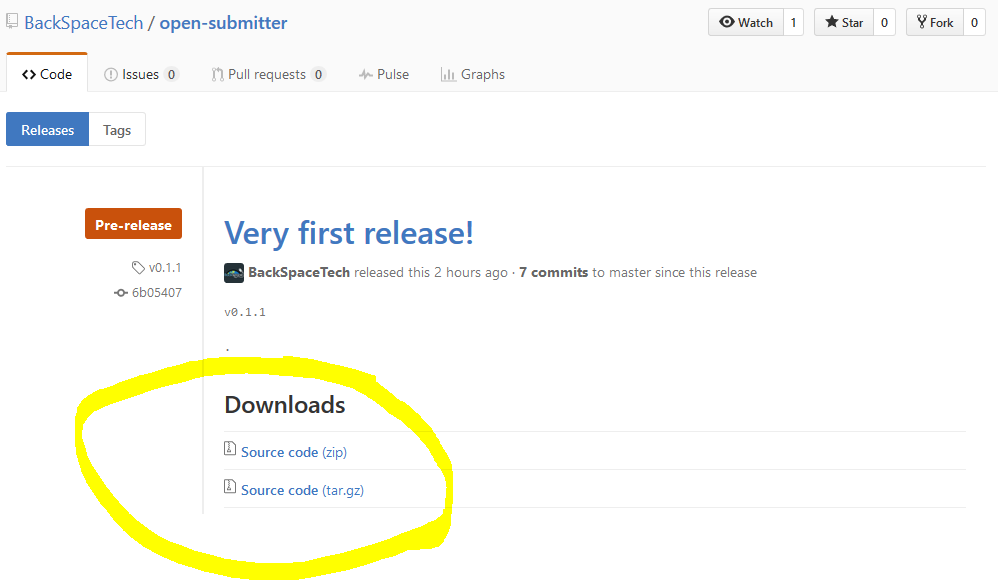 BackSpaceTech / open-submitter
Watch 1 Star 0 Fork 0
Code Issues 0 Pull requests 0 Pulse Graphs
Releases Tags
Pre-release
v0.1.1
6b05407
Very first release!
BackSpaceTech released this 2 hours ago · 7 commits to master since this release
v0.1.1
.
Downloads
Source code (zip)
Source code (tar.gz)